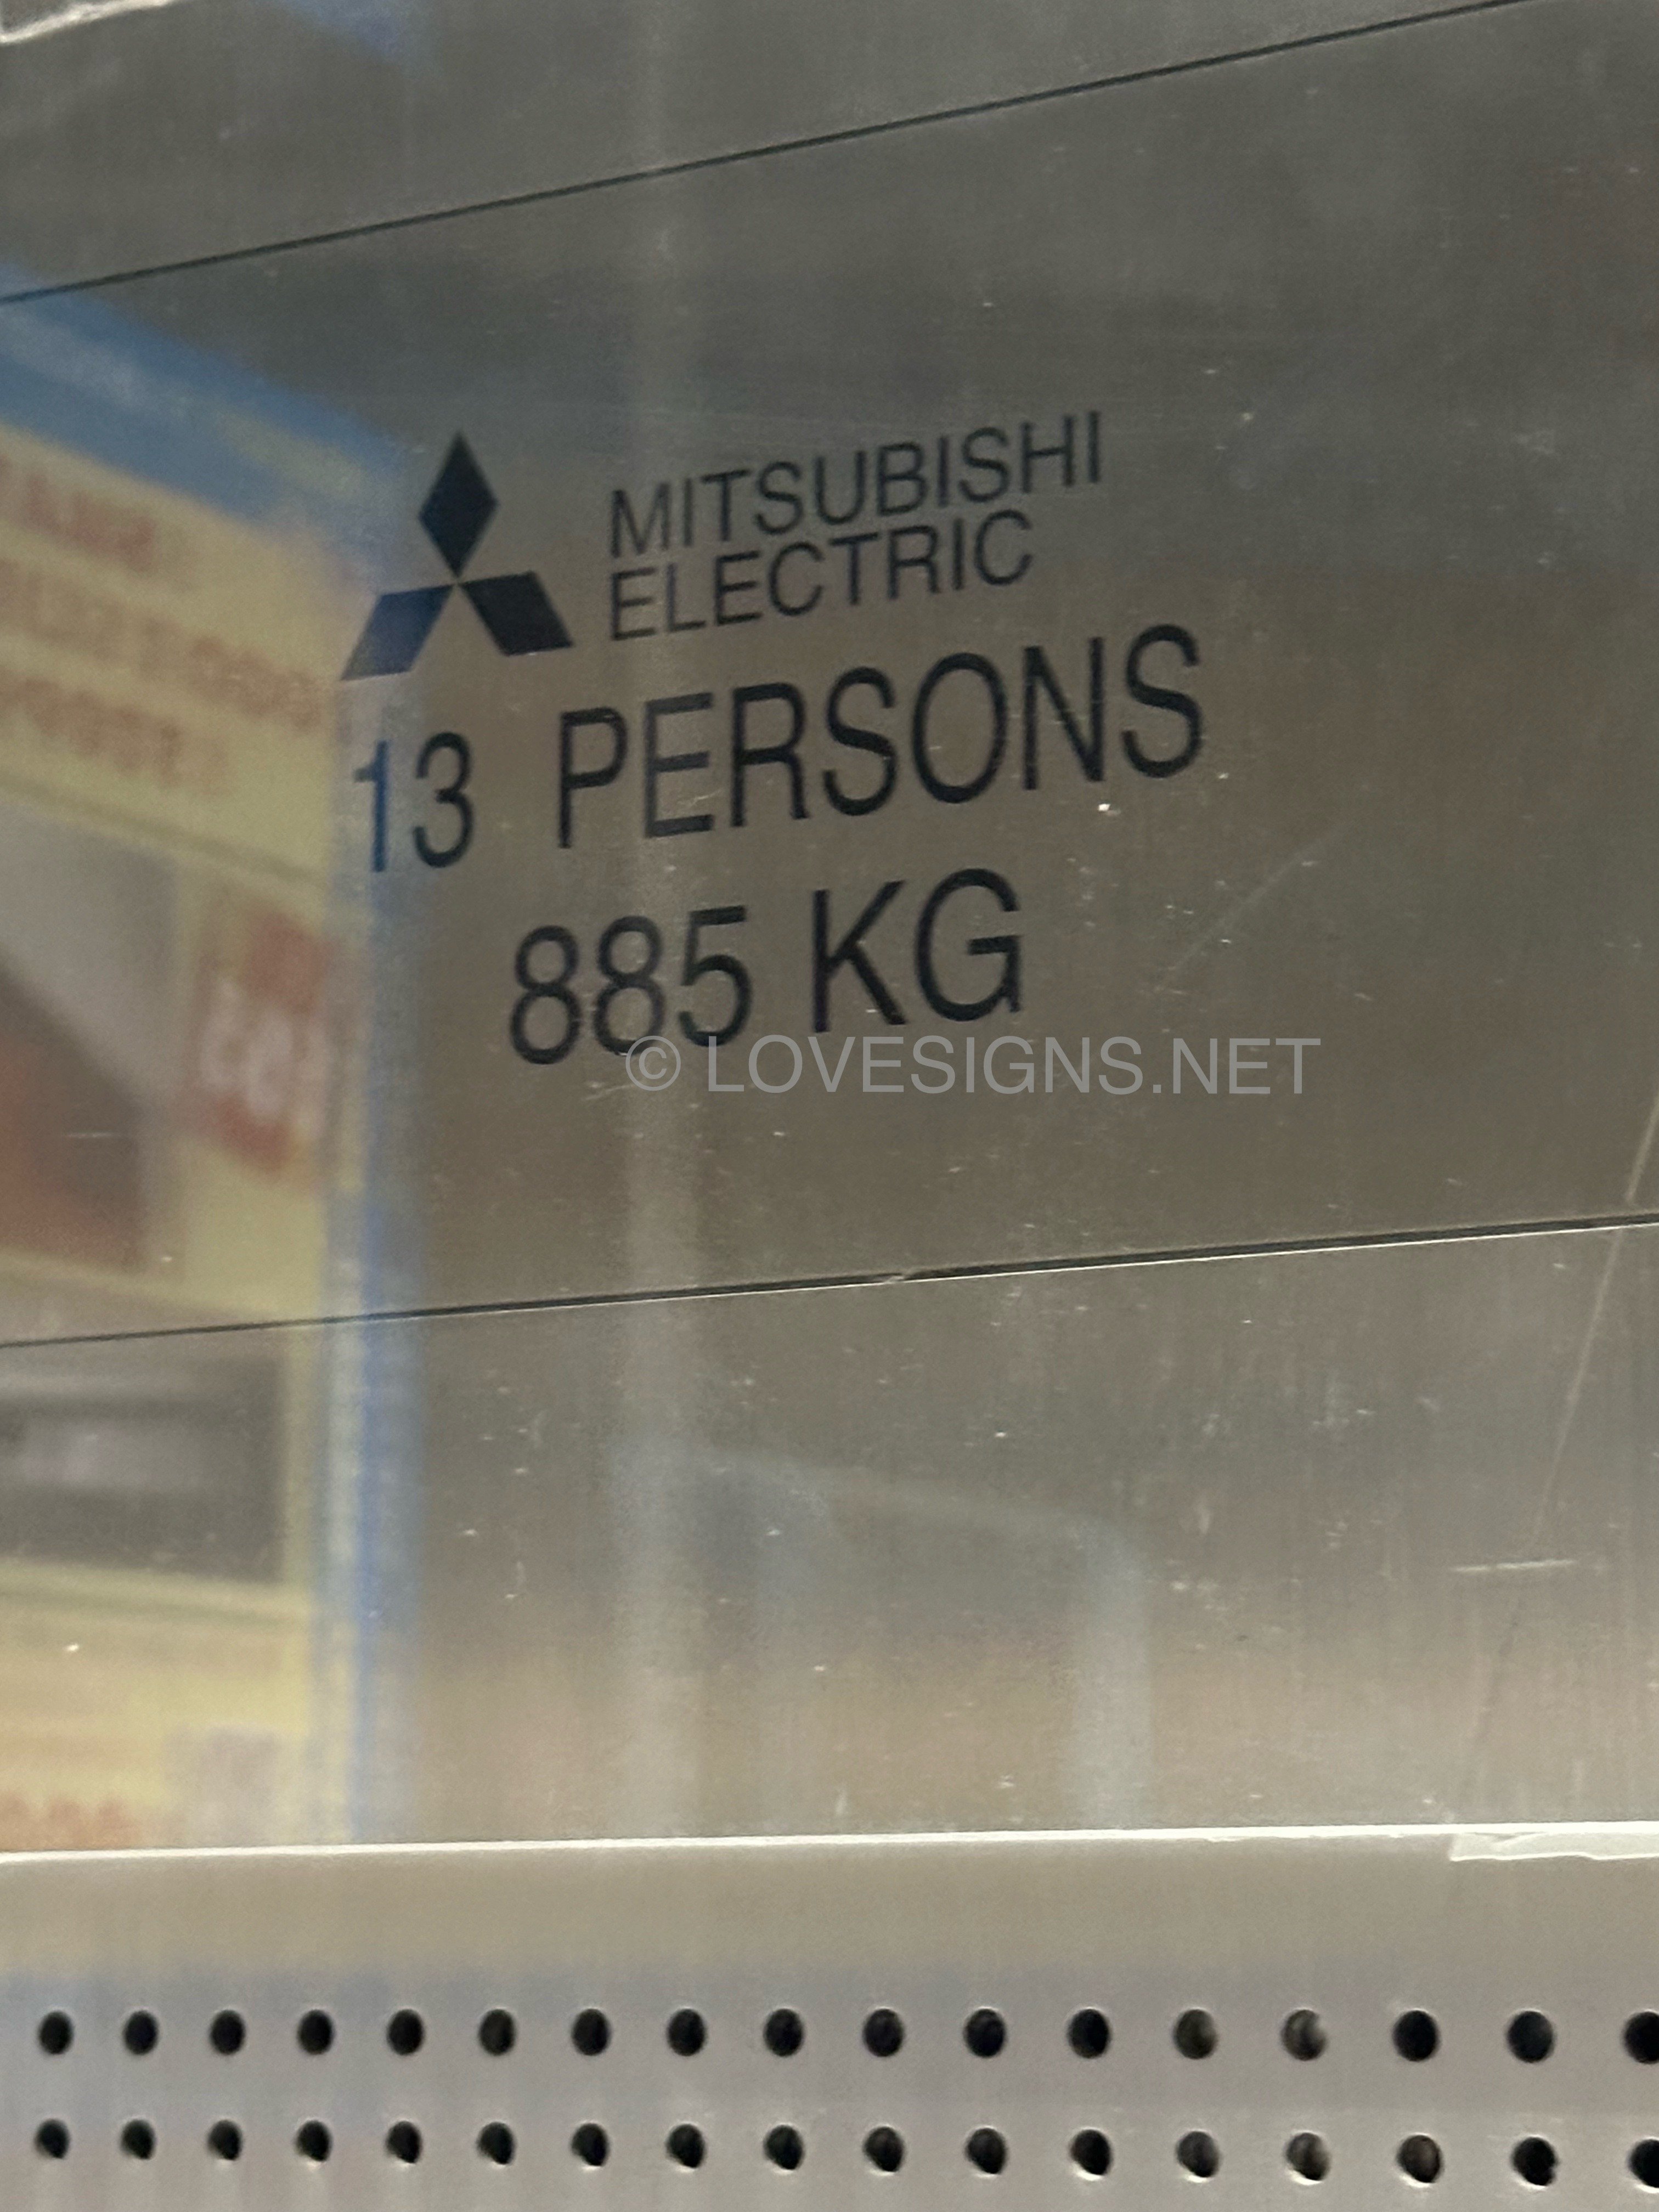 MITSUBISHI
ELECTRIC
13 PERSONS
885 KG
© LOVESIGNS.NET